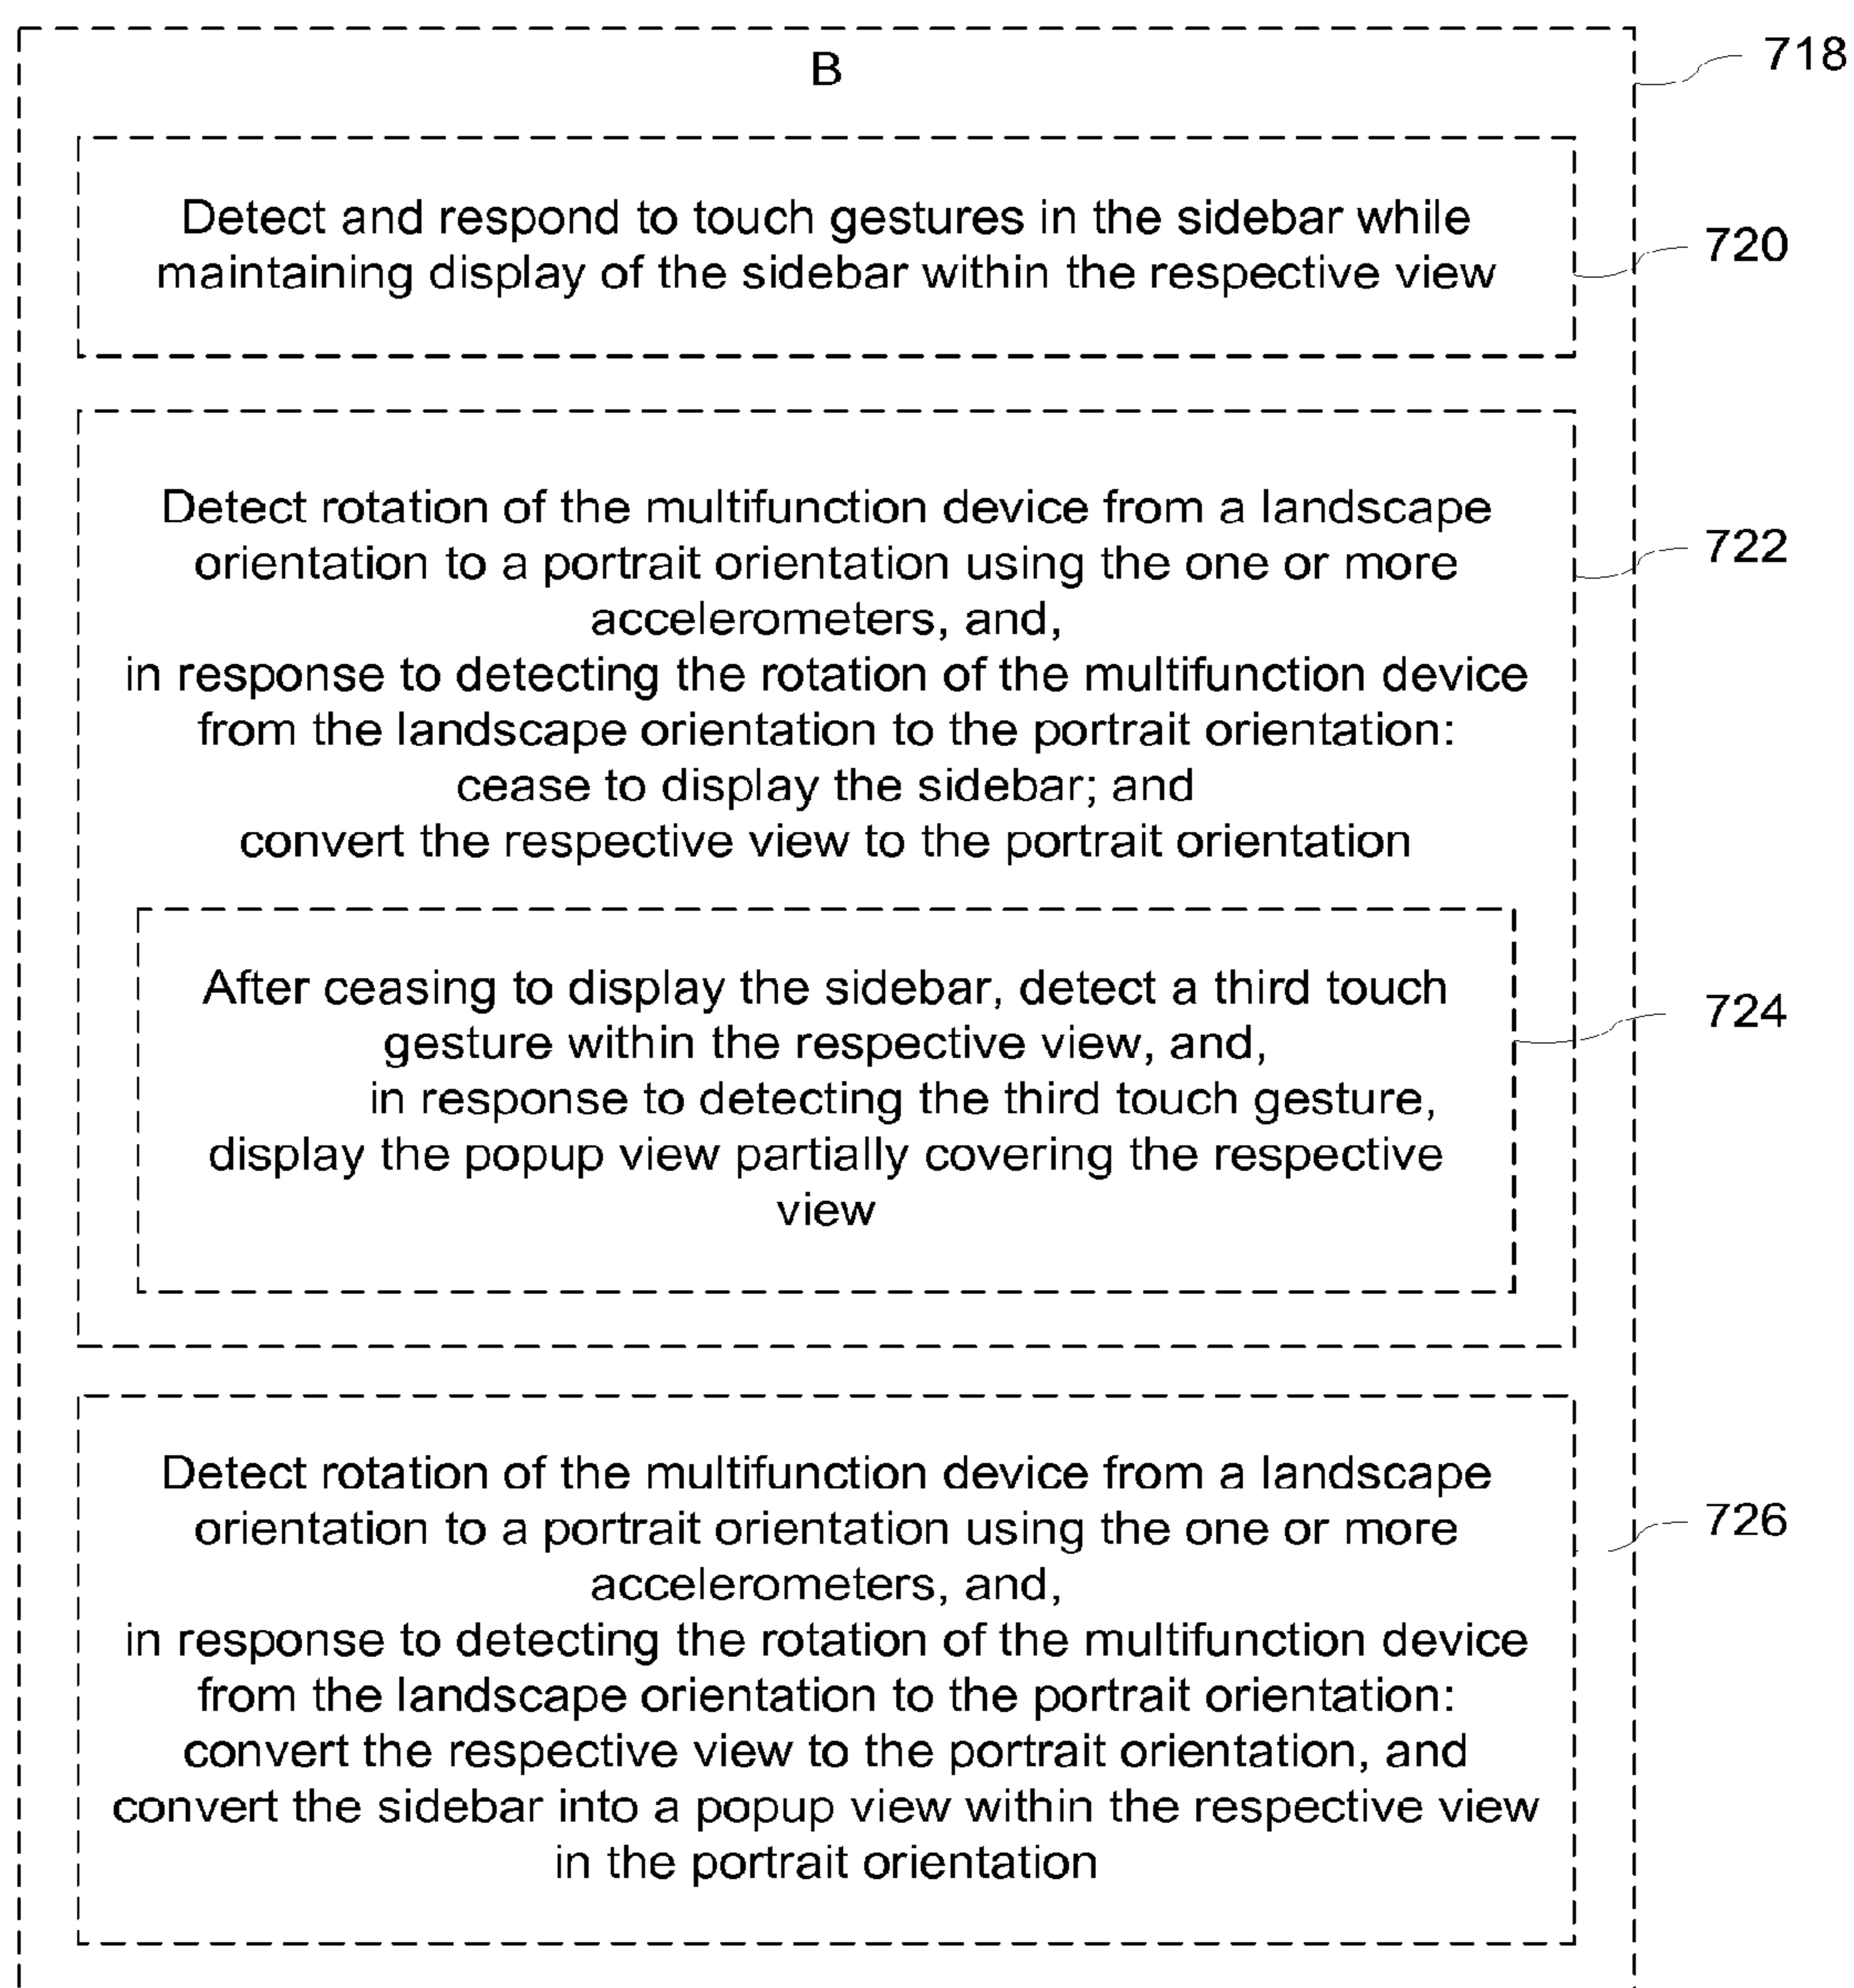 B
718
Detect and respond to touch gestures in the sidebar while
maintaining display of the sidebar within the respective view
720
Detect rotation of the multifunction device from a landscape
orientation to a portrait orientation using the one or more
accelerometers, and,
in response to detecting the rotation of the multifunction device
from the landscape orientation to the portrait orientation:
cease to display the sidebar; and
convert the respective view to the portrait orientation
722
After ceasing to display the sidebar, detect a third touch
gesture within the respective view, and,
in response to detecting the third touch gesture,
display the popup view partially covering the respective
view
724
Detect rotation of the multifunction device from a landscape
orientation to a portrait orientation using the one or more
accelerometers, and,
in response to detecting the rotation of the multifunction device
from the landscape orientation to the portrait orientation:
convert the respective view to the portrait orientation, and
convert the sidebar into a popup view within the respective view
in the portrait orientation
726